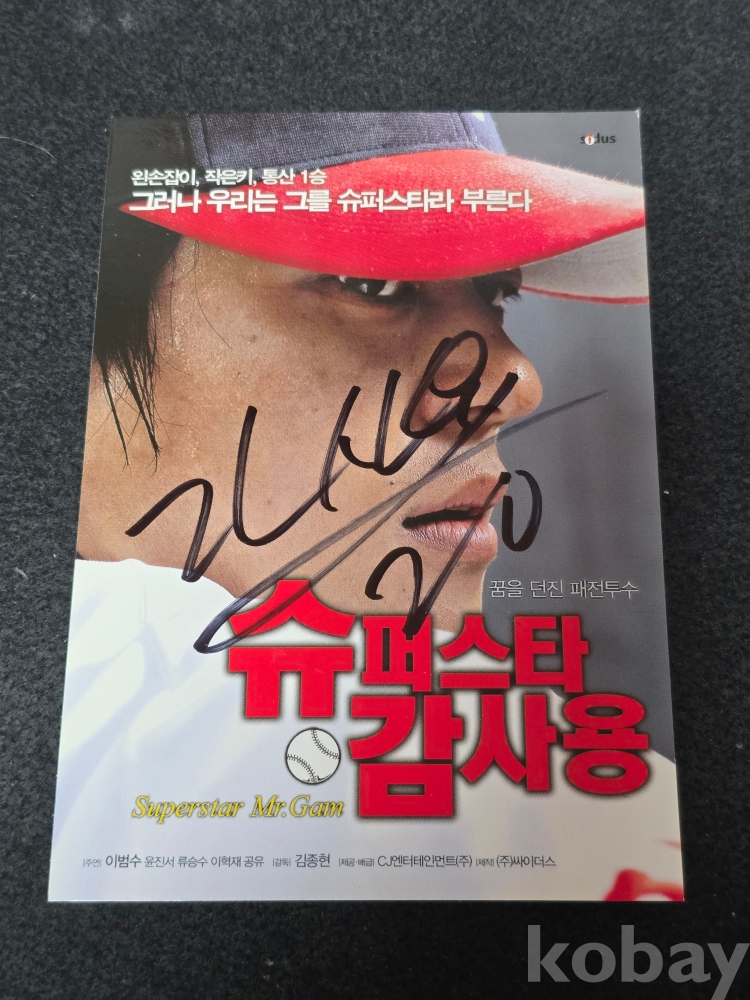 sidus
왼손잡이, 작은키, 통산 1승
그러나 우리는 그를 슈퍼스타라 부른다
20
꿈을 던진 패전투수
슈퍼스타
감사용
Superstar Mr.Gam
[주연] 이범수 윤진서 류승수 이혁재 공유 [감독] 김종현 [제공·배급] CJ엔터테인먼트(주) [제작] (주)싸이더스
kobay